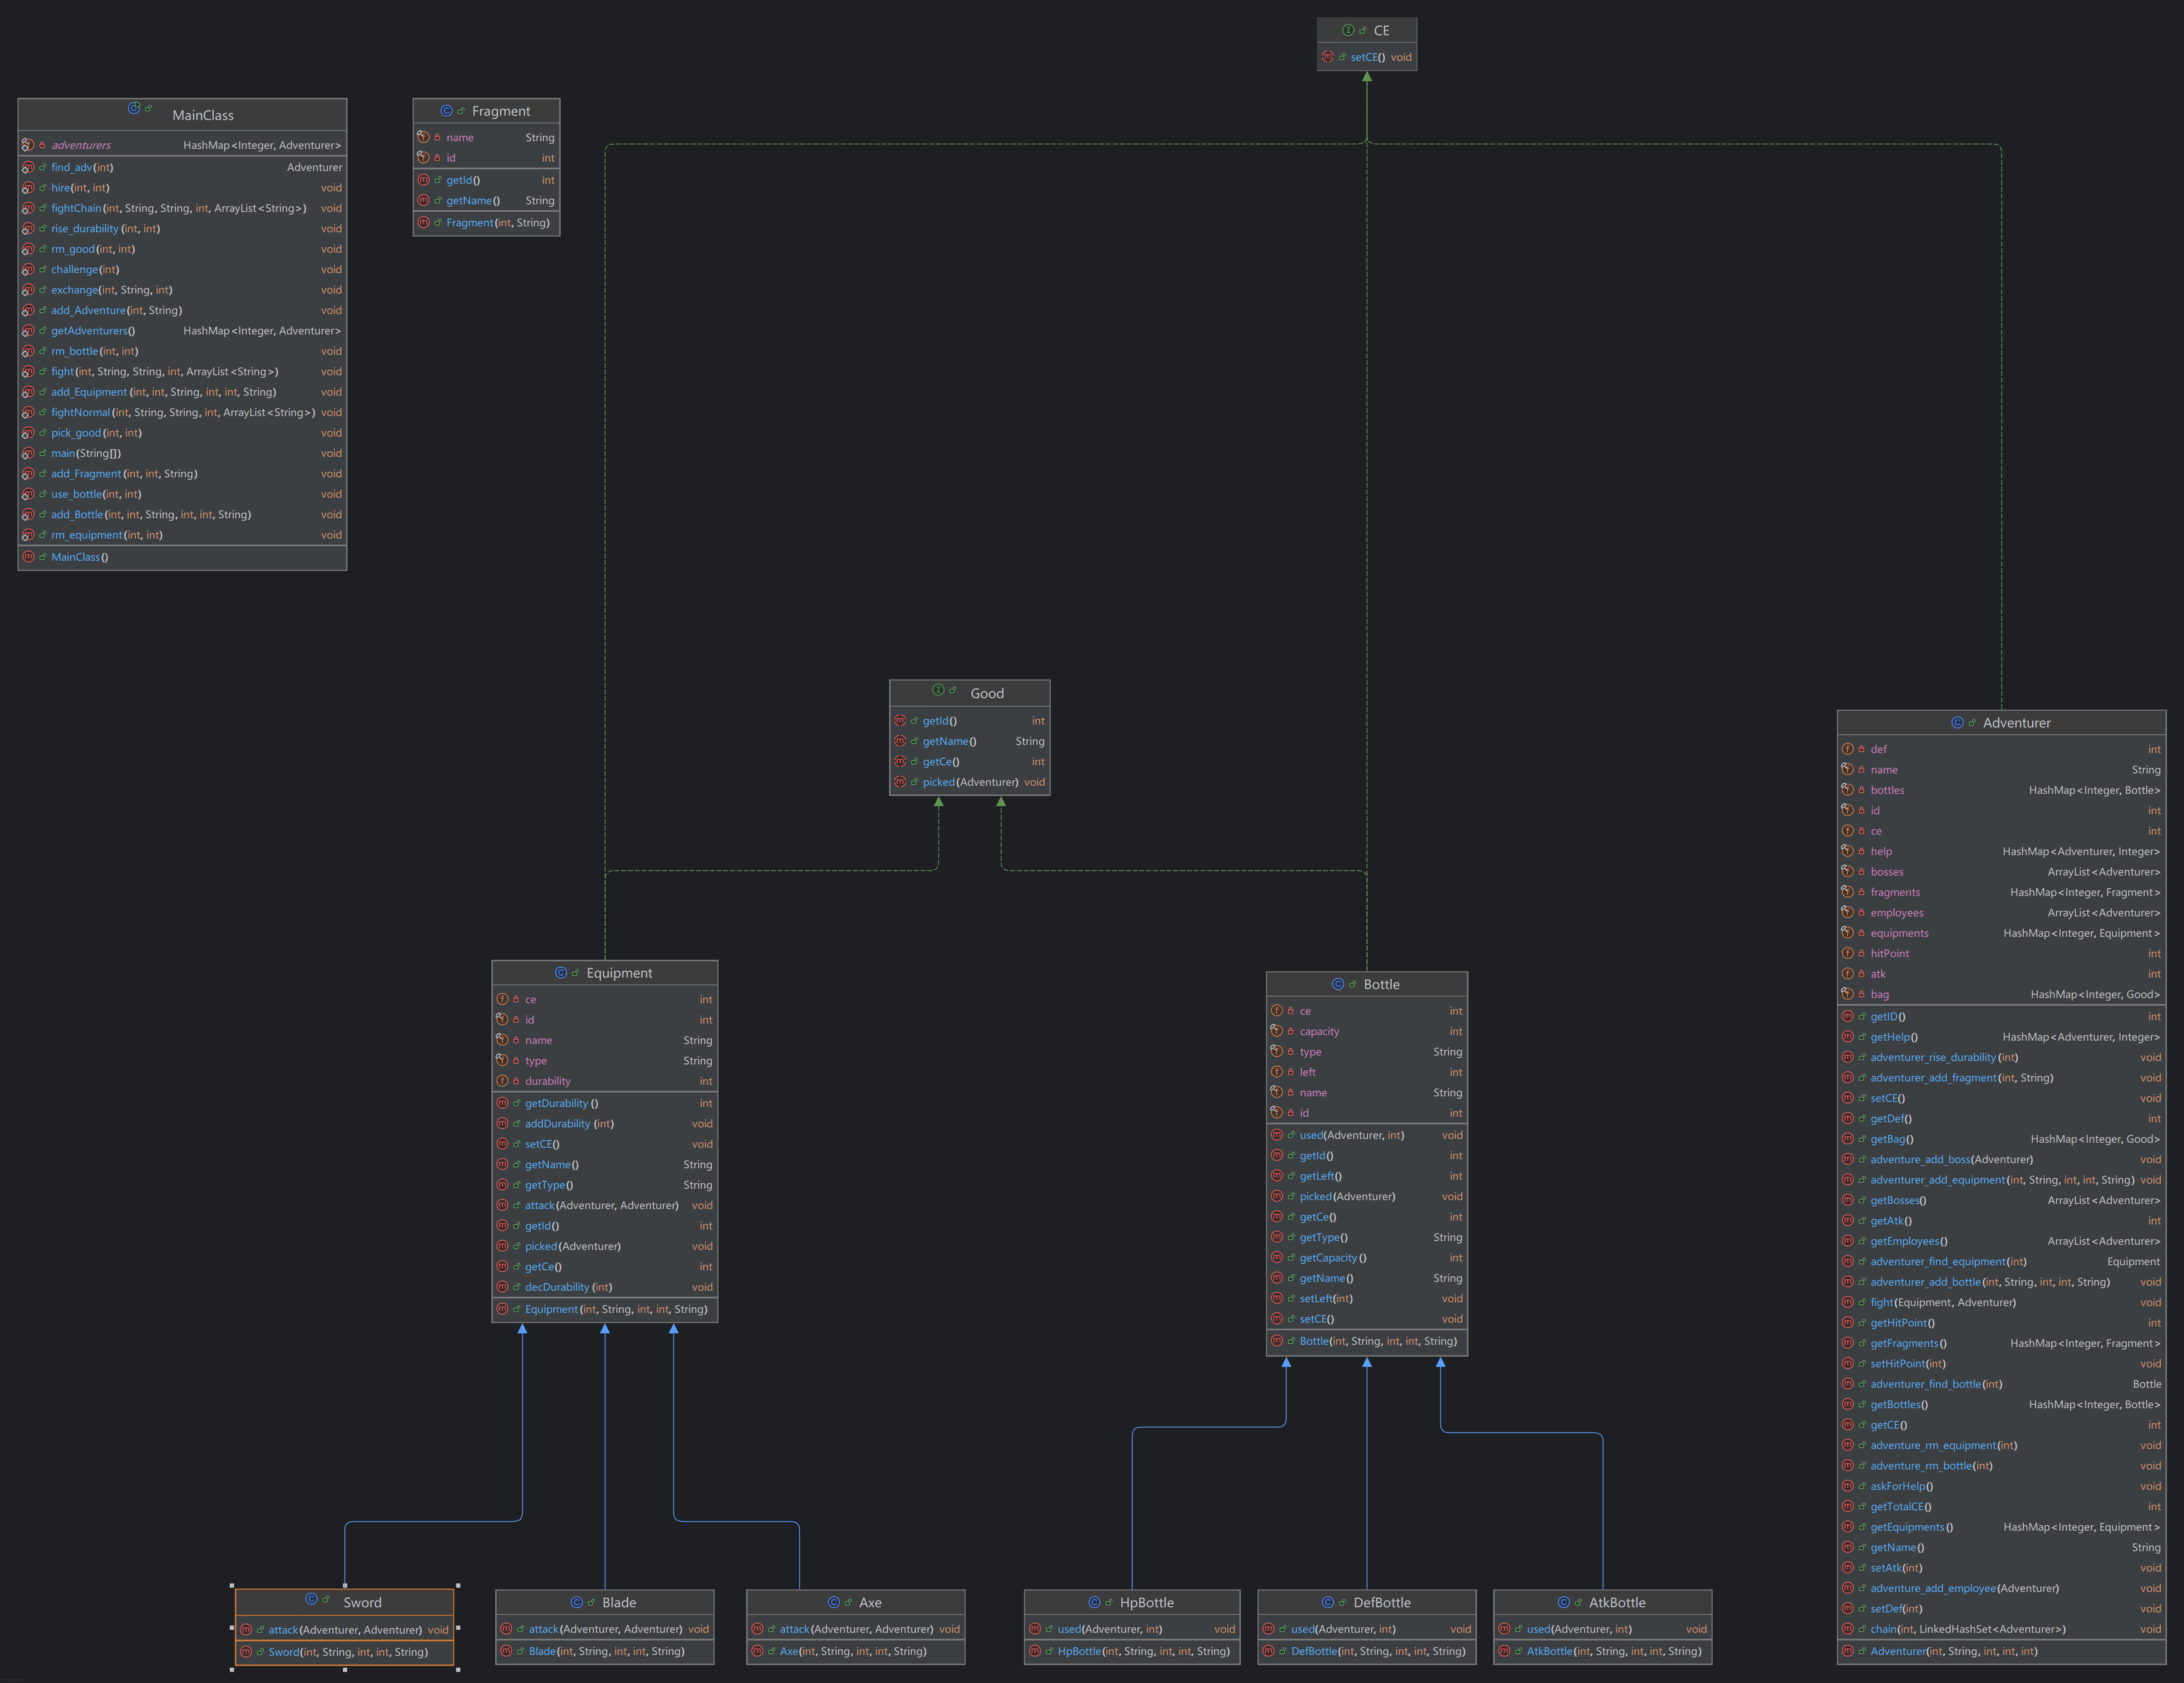 CE
setCE() void
MainClass
adventurers HashMap<Integer, Adventurer>
find_adv(int) Adventurer
hire(int, int) void
fightChain(int, String, String, int, ArrayList<String>) void
rise_durability(int, int) void
rm_good(int, int) void
challenge(int) void
exchange(int, String, int) void
add_Adventure(int, String) void
getAdventurers() HashMap<Integer, Adventurer>
rm_bottle(int, int) void
fight(int, String, String, int, ArrayList<String>) void
add_Equipment(int, int, String, int, int, String) void
fightNormal(int, String, String, int, ArrayList<String>) void
pick_good(int, int) void
main(String[]) void
add_Fragment(int, int, String) void
use_bottle(int, int) void
add_Bottle(int, int, String, int, int, String) void
rm_equipment(int, int) void
MainClass()
Fragment
name String
id int
getId() int
getName() String
Fragment(int, String)
Good
getId() int
getName() String
getCe() int
picked(Adventurer) void
Adventurer
def int
name String
bottles HashMap<Integer, Bottle>
id int
ce int
help HashMap<Adventurer, Integer>
bosses ArrayList<Adventurer>
fragments HashMap<Integer, Fragment>
employees ArrayList<Adventurer>
equipments HashMap<Integer, Equipment>
hitPoint int
atk int
bag HashMap<Integer, Good>
getID() int
getHelp() HashMap<Adventurer, Integer>
adventurer_rise_durability(int) void
adventurer_add_fragment(int, String) void
setCE() void
getDef() int
getBag() HashMap<Integer, Good>
adventure_add_boss(Adventurer) void
adventurer_add_equipment(int, String, int, int, String) void
getBosses() ArrayList<Adventurer>
getAtk() int
getEmployees() ArrayList<Adventurer>
adventurer_find_equipment(int) Equipment
adventurer_add_bottle(int, String, int, int, String) void
fight(Equipment, Adventurer) void
getHitPoint() int
getFragments() HashMap<Integer, Fragment>
setHitPoint(int) void
adventurer_find_bottle(int) Bottle
getBottles() HashMap<Integer, Bottle>
getCE() int
adventure_rm_equipment(int) void
adventure_rm_bottle(int) void
askForHelp() void
getTotalCE() int
getEquipments() HashMap<Integer, Equipment>
getName() String
setAtk(int) void
adventure_add_employee(Adventurer) void
setDef(int) void
chain(int, LinkedHashSet<Adventurer>) void
Adventurer(int, String, int, int, int)
Equipment
ce int
id int
name String
type String
durability int
getDurability() int
addDurability(int) void
setCE() void
getName() String
getType() String
attack(Adventurer, Adventurer) void
getId() int
picked(Adventurer) void
getCe() int
decDurability(int) void
Equipment(int, String, int, int, String)
Bottle
ce int
capacity int
type String
left int
name String
id int
used(Adventurer, int) void
getId() int
getLeft() int
picked(Adventurer) void
getCe() int
getType() String
getCapacity() int
getName() String
setLeft(int) void
setCE() void
Bottle(int, String, int, int, String)
Sword
attack(Adventurer, Adventurer) void
Sword(int, String, int, int, String)
Blade
attack(Adventurer, Adventurer) void
Blade(int, String, int, int, String)
Axe
attack(Adventurer, Adventurer) void
Axe(int, String, int, int, String)
HpBottle
used(Adventurer, int) void
HpBottle(int, String, int, int, String)
DefBottle
used(Adventurer, int) void
DefBottle(int, String, int, int, String)
AtkBottle
used(Adventurer, int) void
AtkBottle(int, String, int, int, String)